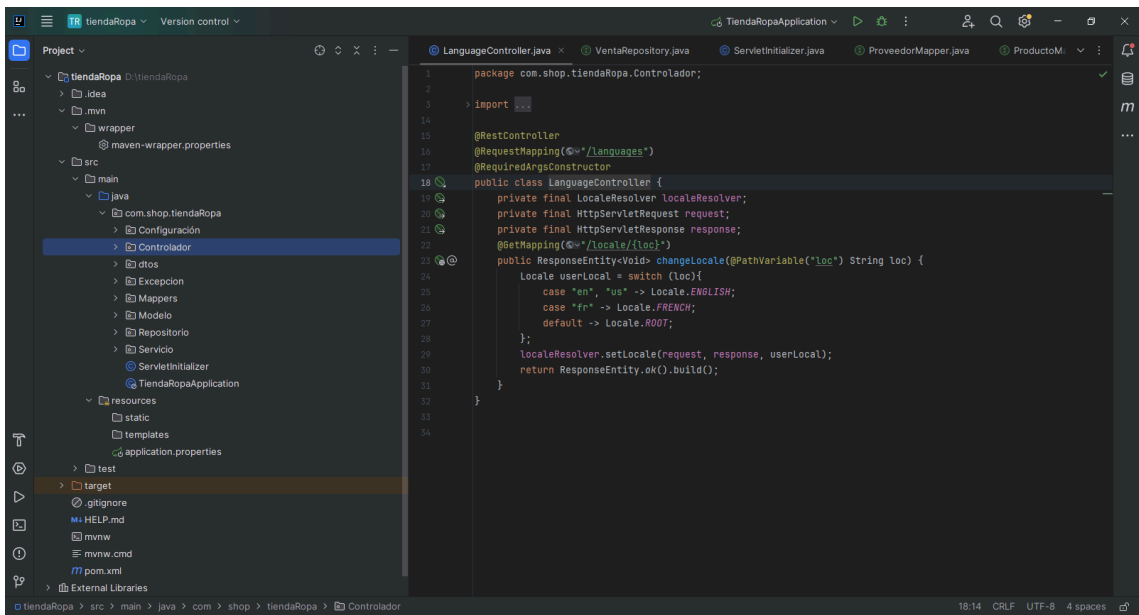 TR tiendaRopa Version control TiendaRopaApplication
Project
LanguageController.java VentaRepository.java ServletInitializer.java ProveedorMapper.java ProductoM
tiendaRopa D:\tiendaRopa
.idea
.mvn
wrapper
maven-wrapper.properties
src
main
java
com.shop.tiendaRopa
Configuración
Controlador
dtos
Excepcion
Mappers
Modelo
Repositorio
Servicio
ServletInitializer
TiendaRopaApplication
resources
static
templates
application.properties
test
target
.gitignore
M↓ HELP.md
mvnw
mvnw.cmd
m pom.xml
External Libraries
1 package com.shop.tiendaRopa.Controlador;
2
3 import ...
14
15 @RestController
16 @RequestMapping("/languages")
17 @RequiredArgsConstructor
18 public class LanguageController {
19 private final LocaleResolver localeResolver;
20 private final HttpServletRequest request;
21 private final HttpServletResponse response;
22 @GetMapping("/locale/{loc}")
23 @ public ResponseEntity<Void> changeLocale(@PathVariable("loc") String loc) {
24 Locale userLocal = switch (loc){
25 case "en", "us" -> Locale.ENGLISH;
26 case "fr" -> Locale.FRENCH;
27 default -> Locale.ROOT;
28 };
29 localeResolver.setLocale(request, response, userLocal);
30 return ResponseEntity.ok().build();
31 }
32 }
33
34
m
tiendaRopa > src > main > java > com > shop > tiendaRopa > Controlador
18:14 CRLF UTF-8 4 spaces